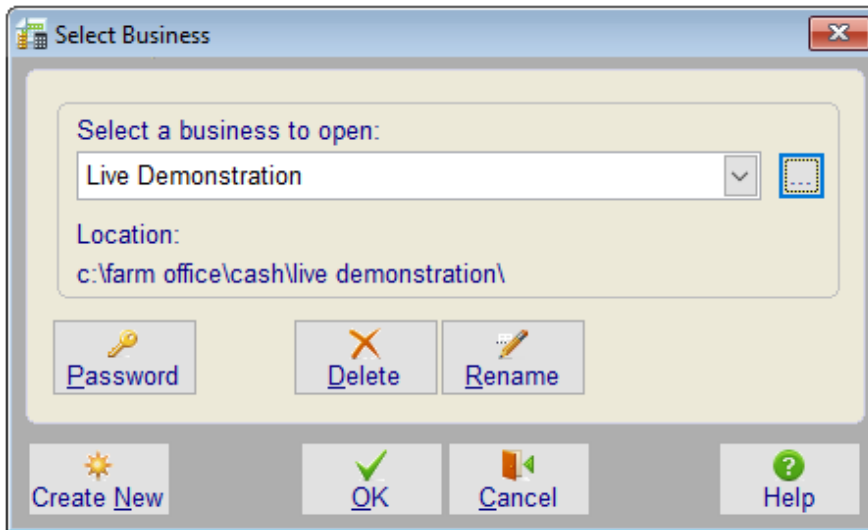 Select Business
Select a business to open:
Live Demonstration
...
Location:
c:\farm office\cash\live demonstration\
Password
Delete
Rename
Create New
OK
Cancel
Help